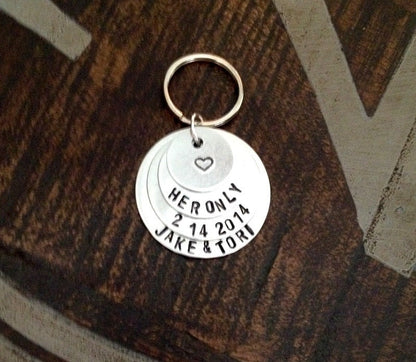 HER ONLY
2 14 2014
JAKE & TORI